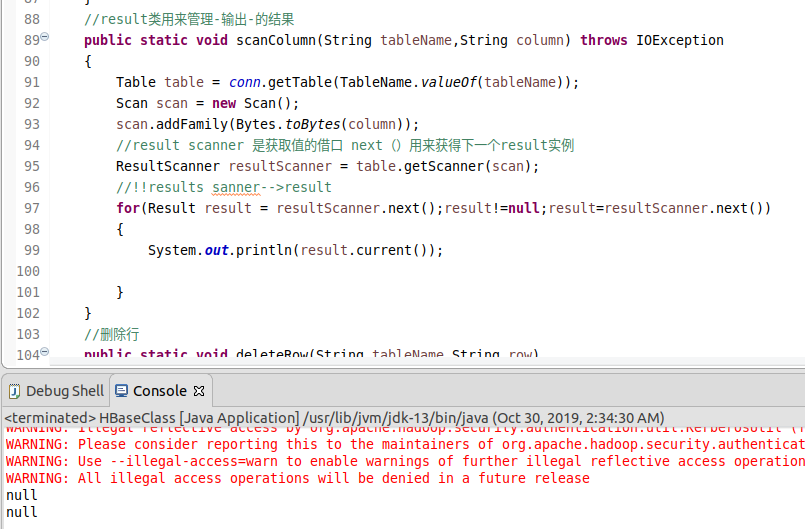 87 }
88 //result类用来管理-输出-的结果
89 public static void scanColumn(String tableName,String column) throws IOException
90 {
91 Table table = conn.getTable(TableName.valueOf(tableName));
92 Scan scan = new Scan();
93 scan.addFamily(Bytes.toBytes(column));
94 //result scanner 是获取值的借口 next（）用来获得下一个result实例
95 ResultScanner resultScanner = table.getScanner(scan);
96 //!!results sanner-->result
97 for(Result result = resultScanner.next();result!=null;result=resultScanner.next())
98 {
99 System.out.println(result.current());
100
101 }
102 }
103 //删除行
104 public static void deleteRow(String tableName,String row)
Debug Shell Console
<terminated> HBaseClass [Java Application] /usr/lib/jvm/jdk-13/bin/java (Oct 30, 2019, 2:34:30 AM)
WARNING: Illegal reflective access by org.apache.hadoop.security.authentication.util.KerberosUtil (f
WARNING: Please consider reporting this to the maintainers of org.apache.hadoop.security.authenticat
WARNING: Use --illegal-access=warn to enable warnings of further illegal reflective access operation
WARNING: All illegal access operations will be denied in a future release
null
null